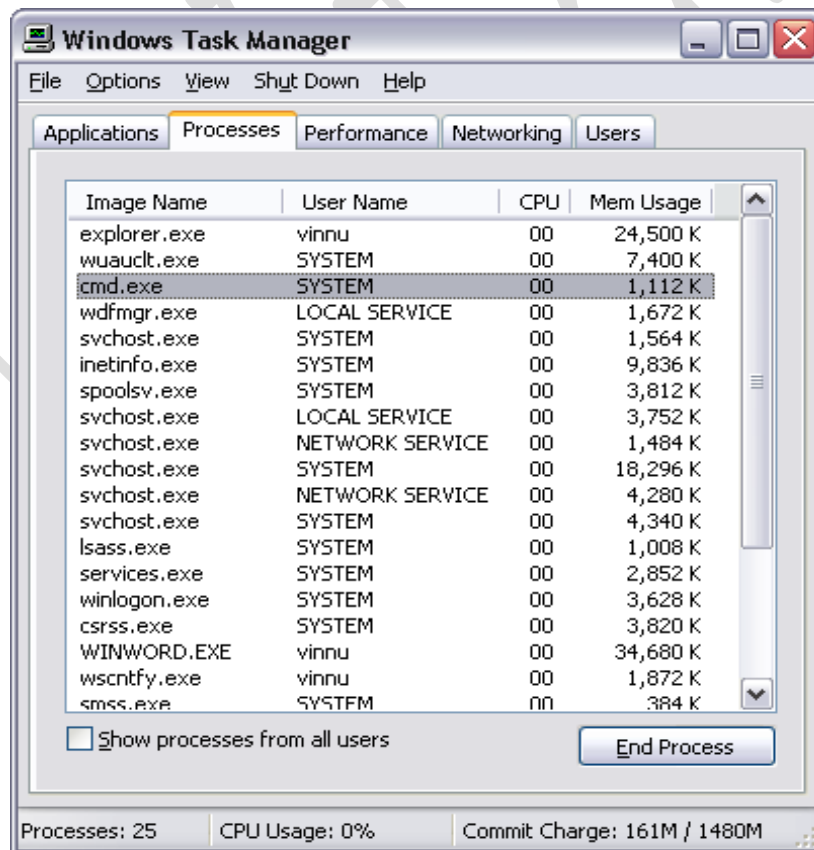 Windows Task Manager
File Options View Shut Down Help
Applications Processes Performance Networking Users
Image Name User Name CPU Mem Usage
explorer.exe vinnu 00 24,500 K
wuauclt.exe SYSTEM 00 7,400 K
cmd.exe SYSTEM 00 1,112 K
wdfmgr.exe LOCAL SERVICE 00 1,672 K
svchost.exe SYSTEM 00 1,564 K
inetinfo.exe SYSTEM 00 9,836 K
spoolsv.exe SYSTEM 00 3,812 K
svchost.exe LOCAL SERVICE 00 3,752 K
svchost.exe NETWORK SERVICE 00 1,484 K
svchost.exe SYSTEM 00 18,296 K
svchost.exe NETWORK SERVICE 00 4,280 K
svchost.exe SYSTEM 00 4,340 K
lsass.exe SYSTEM 00 1,008 K
services.exe SYSTEM 00 2,852 K
winlogon.exe SYSTEM 00 3,628 K
csrss.exe SYSTEM 00 3,820 K
WINWORD.EXE vinnu 00 34,680 K
wscntfy.exe vinnu 00 1,872 K
smss.exe SYSTEM 00 384 K
Show processes from all users
End Process
Processes: 25 CPU Usage: 0% Commit Charge: 161M / 1480M